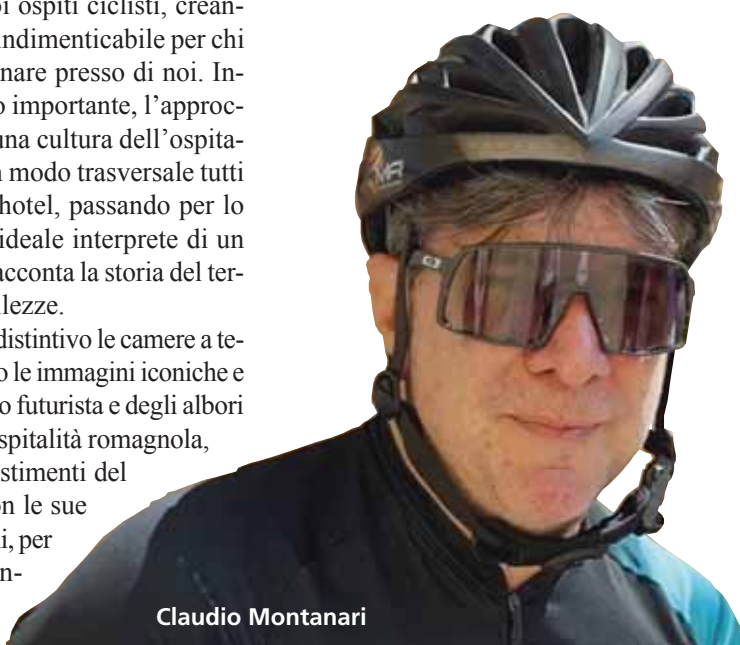 oi ospiti ciclisti, crean-
indimenticabile per chi
nare presso di noi. In-
o importante, l’approc-
una cultura dell’ospita-
n modo trasversale tutti
hotel, passando per lo
ideale interprete di un
acconta la storia del ter-
llezze.
distintivo le camere a te-
o le immagini iconiche e
o futurista e degli albori
spitalità romagnola,
stimenti del
n le sue
i, per
n-
Claudio Montanari